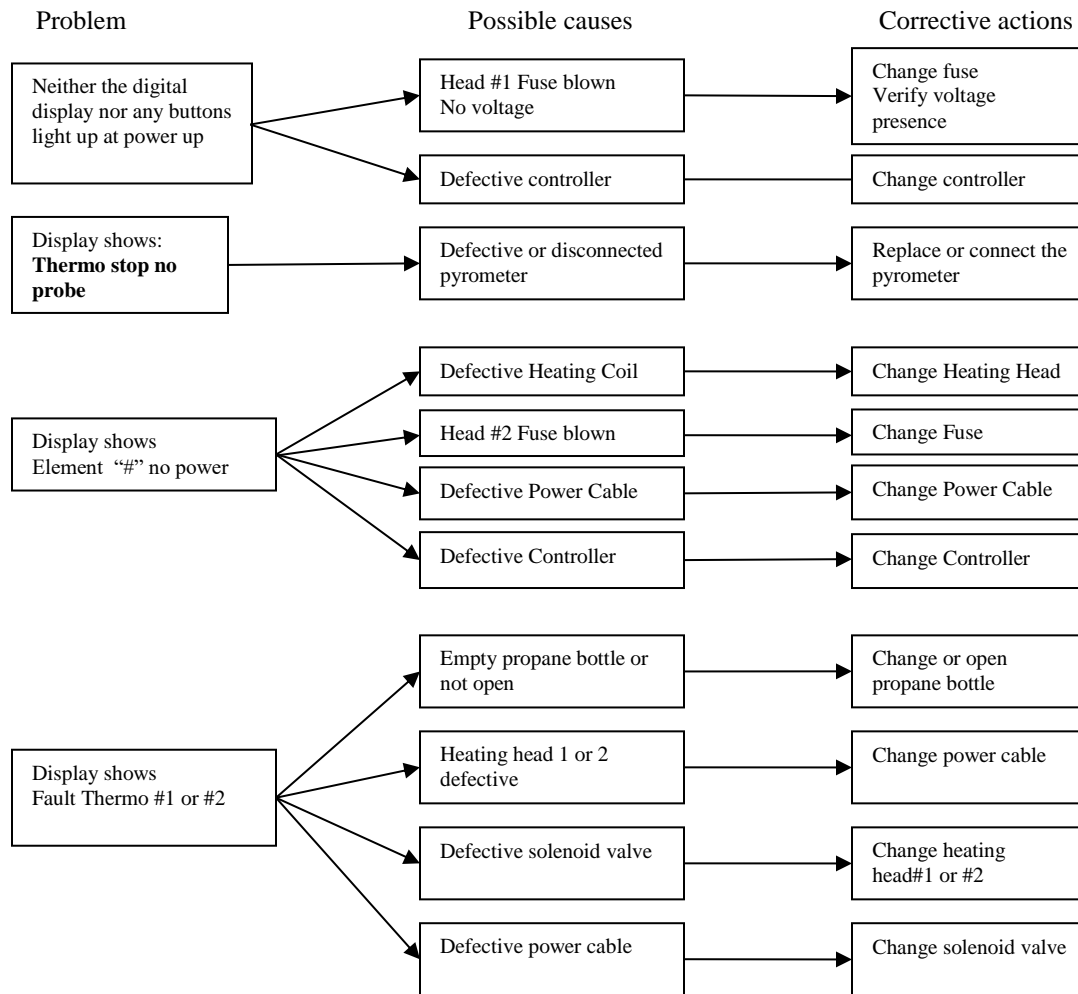 Problem
Possible causes
Corrective actions
Neither the digital
display nor any buttons
light up at power up
Head #1 Fuse blown
No voltage
Change fuse
Verify voltage
presence
Defective controller
Change controller
Display shows:
Thermo stop no
probe
Defective or disconnected
pyrometer
Replace or connect the
pyrometer
Display shows
Element “#” no power
Defective Heating Coil
Change Heating Head
Head #2 Fuse blown
Change Fuse
Defective Power Cable
Change Power Cable
Defective Controller
Change Controller
Display shows
Fault Thermo #1 or #2
Empty propane bottle or
not open
Change or open
propane bottle
Heating head 1 or 2
defective
Change power cable
Defective solenoid valve
Change heating
head#1 or #2
Defective power cable
Change solenoid valve